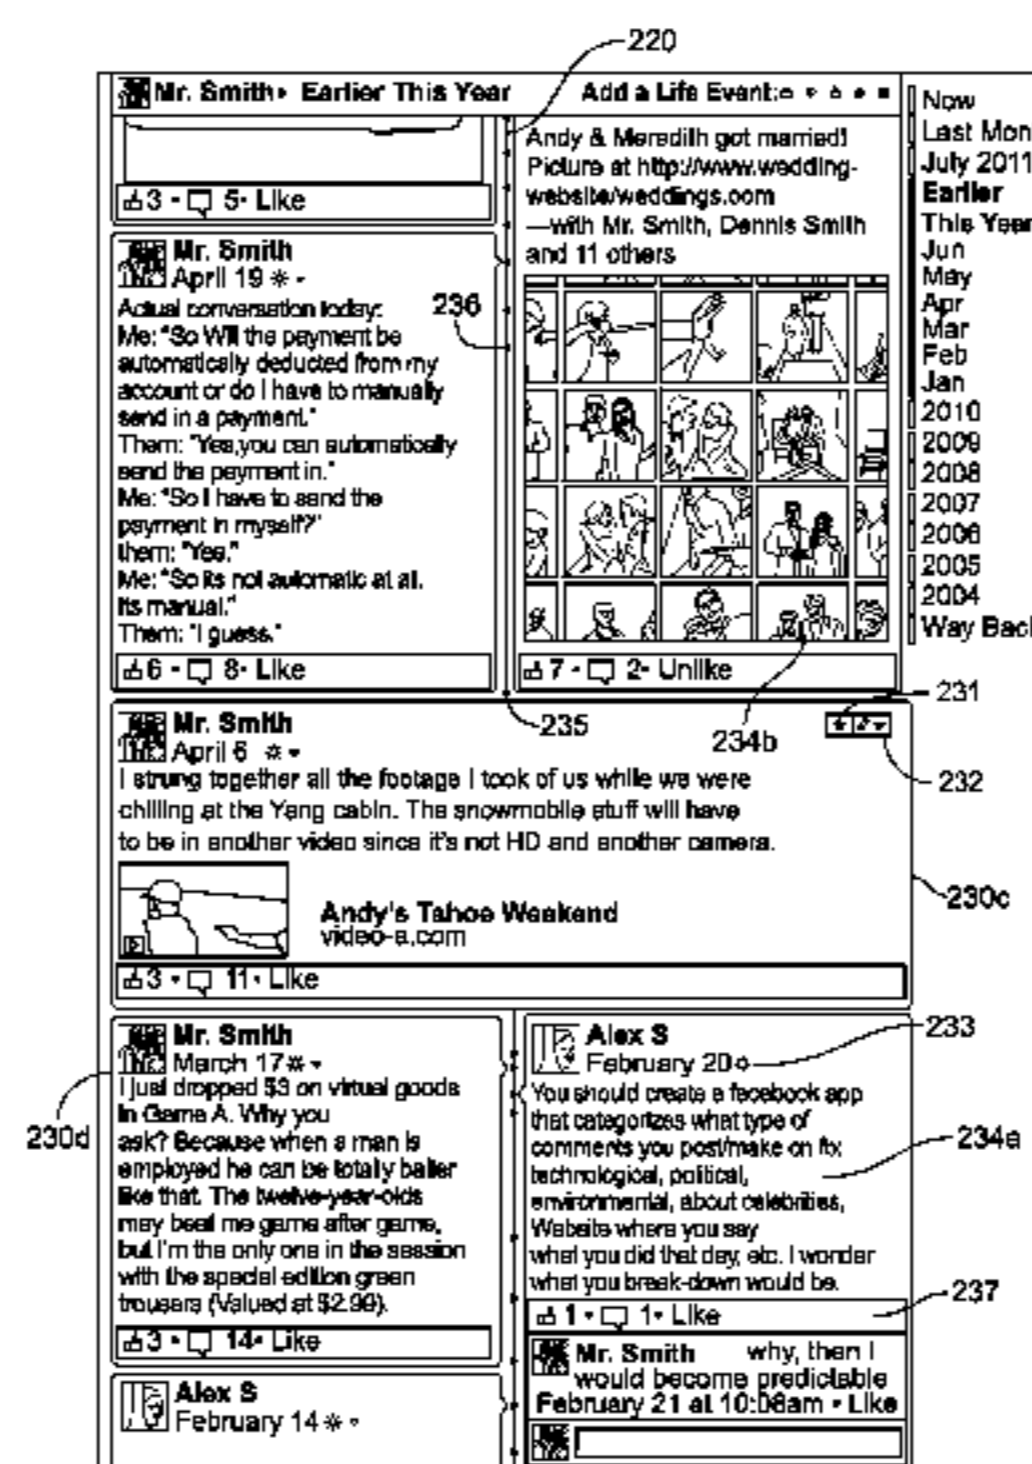 220
Mr. Smith▸ Earlier This Year
Add a Life Event:
3 · 5· Like
Mr. Smith
April 19
Actual conversation today:
Me: "So Will the payment be
automatically deducted from my
account or do I have to manually
send in a payment."
Them: "Yes,you can automatically
send the payment in."
Me: "So I have to send the
payment in myself?"
them: "Yes."
Me: "So its not automatic at all.
Its manual."
Them: "I guess."
6 · 8· Like
236
Andy & Meredith got married!
Picture at http://www.wedding-
website/weddings.com
—with Mr. Smith, Dennis Smith
and 11 others
7 · 2· Unlike
235
234b
Now
Last Mon
July 2011
Earlier
This Year
Jun
May
Apr
Mar
Feb
Jan
2010
2009
2008
2007
2006
2005
2004
Way Back
231
232
Mr. Smith
April 6
I strung together all the footage I took of us while we were
chilling at the Yang cabin. The snowmobile stuff will have
to be in another video since it's not HD and another camera.
Andy's Tahoe Weekend
video-a.com
3 · 11· Like
230c
Mr. Smith
March 17
I just dropped $3 on virtual goods
in Game A. Why you
ask? Because when a man is
employed he can be totally baller
like that. The twelve-year-olds
may beat me game after game,
but I'm the only one in the session
with the special edition green
trousers (Valued at $2.99).
3 · 14· Like
230d
Alex S
February 14
Alex S
February 20
233
You should create a facebook app
that categorizes what type of
comments you post/make on fb:
technological, political,
environmental, about celebrities,
Website where you say
what you did that day, etc. I wonder
what you break-down would be.
234a
1 · 1· Like
237
Mr. Smith why, then I
would become predictable
February 21 at 10:08am · Like